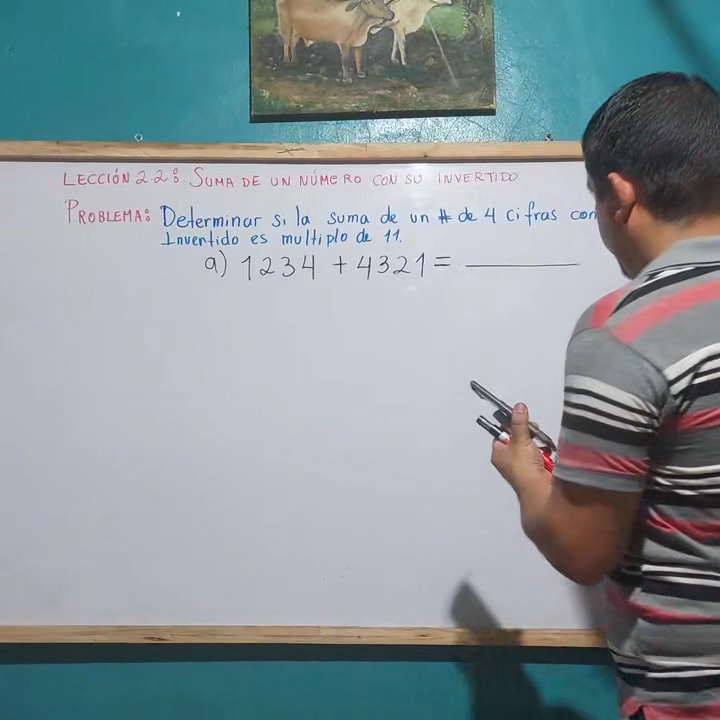 LECCIÓN 2.2: SUMA DE UN NÚMERO CON SU INVERTIDO
PROBLEMA: Determinar si la suma de un # de 4 cifras con
Invertido es multiplo de 11.
a) 1234 + 4321 = ________